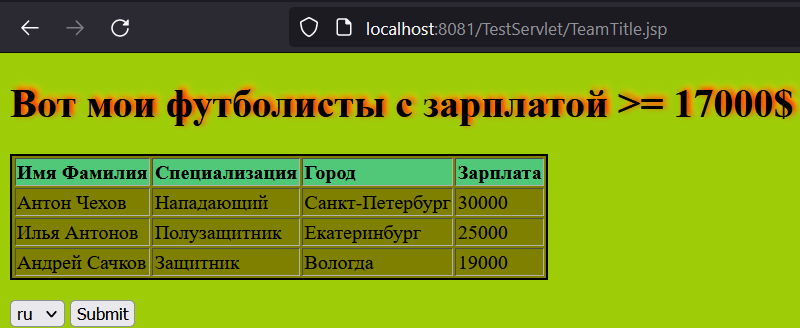 localhost:8081/TestServlet/TeamTitle.jsp
Вот мои футболисты с зарплатой >= 17000$
Имя Фамилия Специализация Город Зарплата
Антон Чехов Нападающий Санкт-Петербург 30000
Илья Антонов Полузащитник Екатеринбург 25000
Андрей Сачков Защитник Вологда 19000
ru Submit